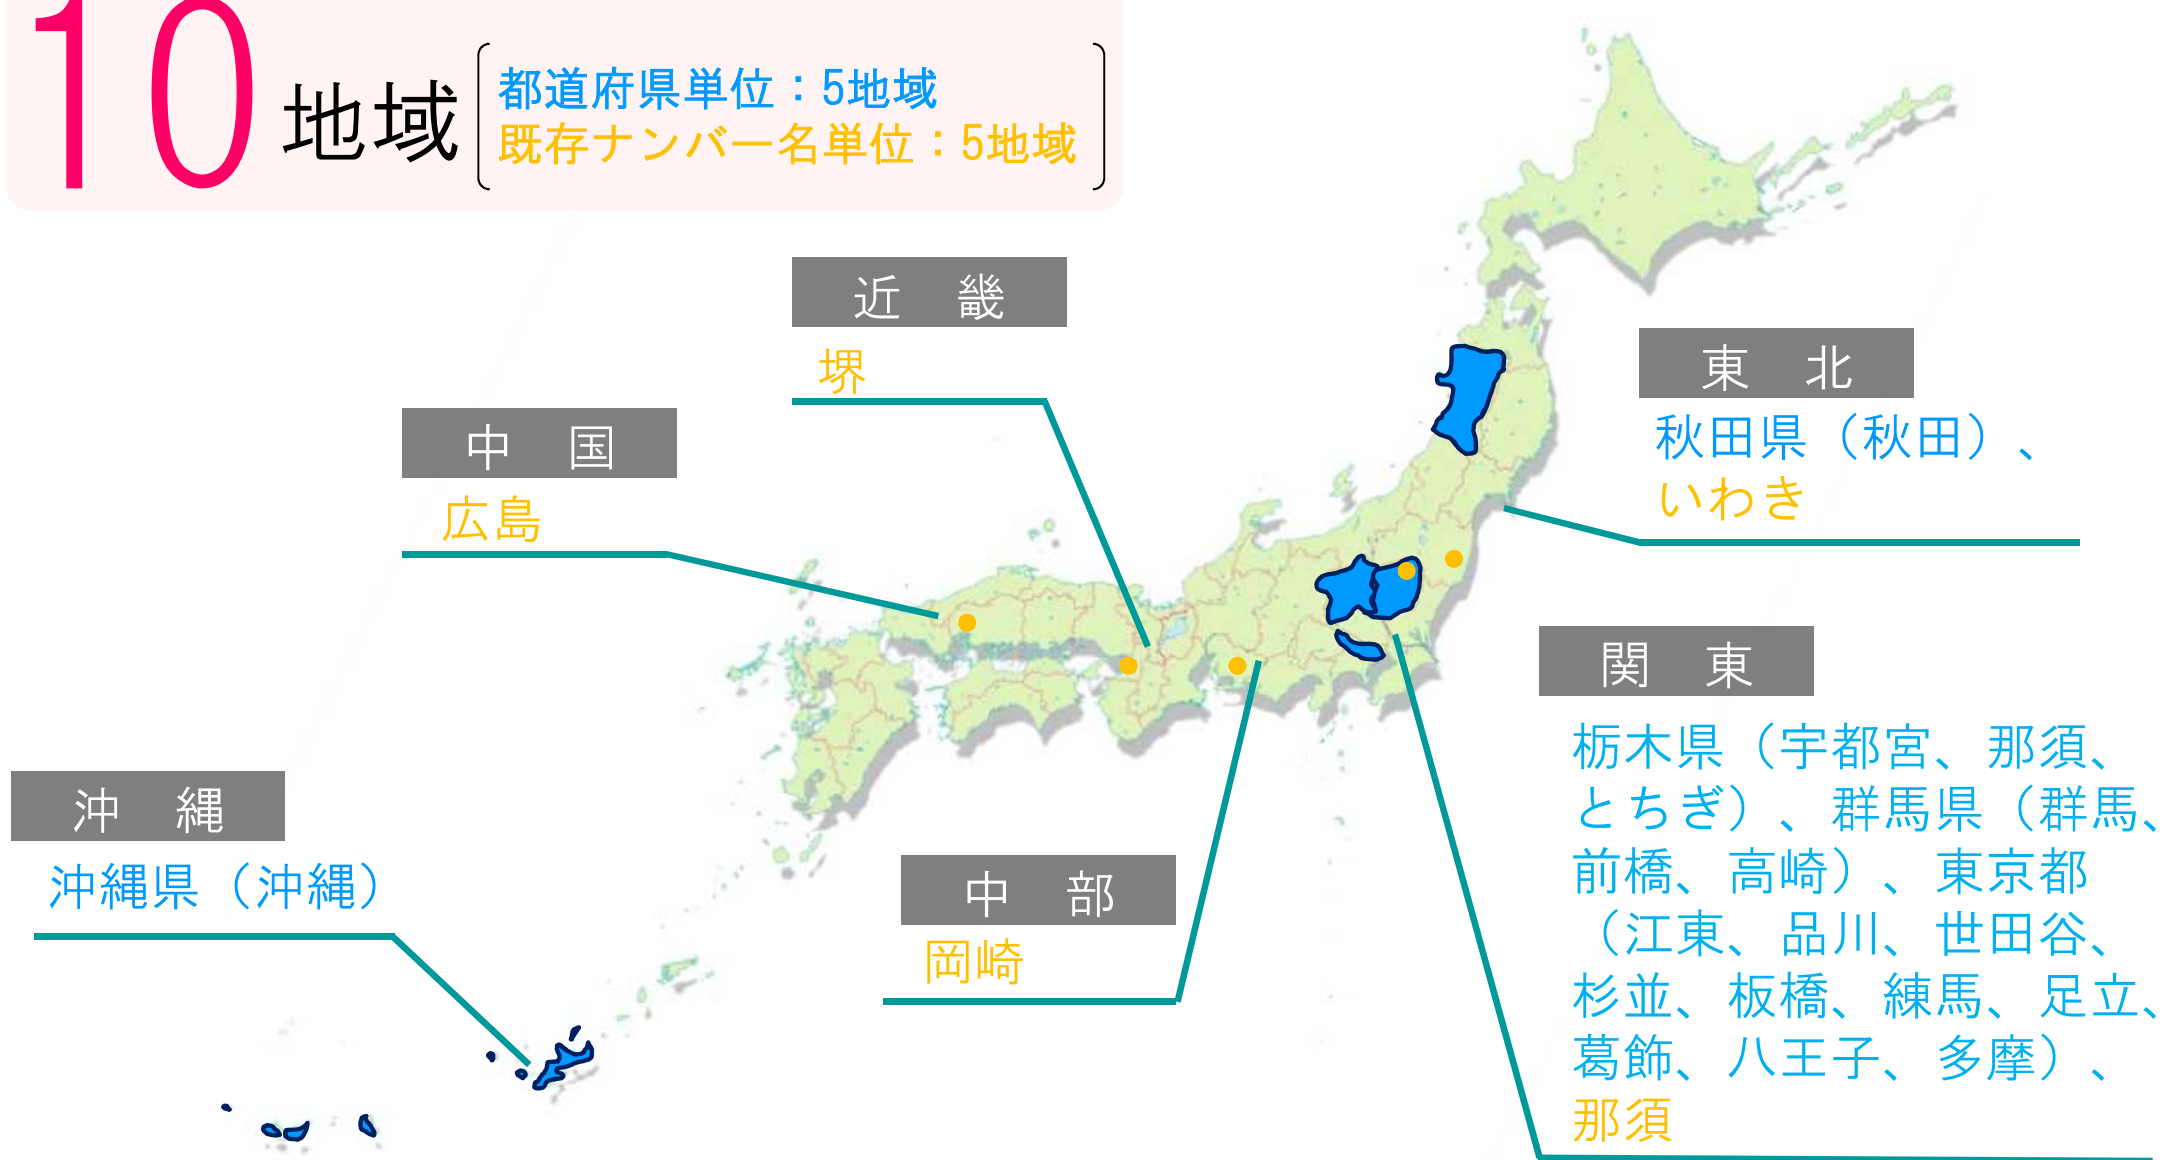 10地域
都道府県単位：5地域
既存ナンバー名単位：5地域
近 畿
堺
中 国
広島
東 北
秋田県（秋田）、
いわき
関 東
栃木県（宇都宮、那須、
とちぎ）、群馬県（群馬、
前橋、高崎）、東京都
（江東、品川、世田谷、
杉並、板橋、練馬、足立、
葛飾、八王子、多摩）、
那須
沖 縄
沖縄県（沖縄）
中 部
岡崎